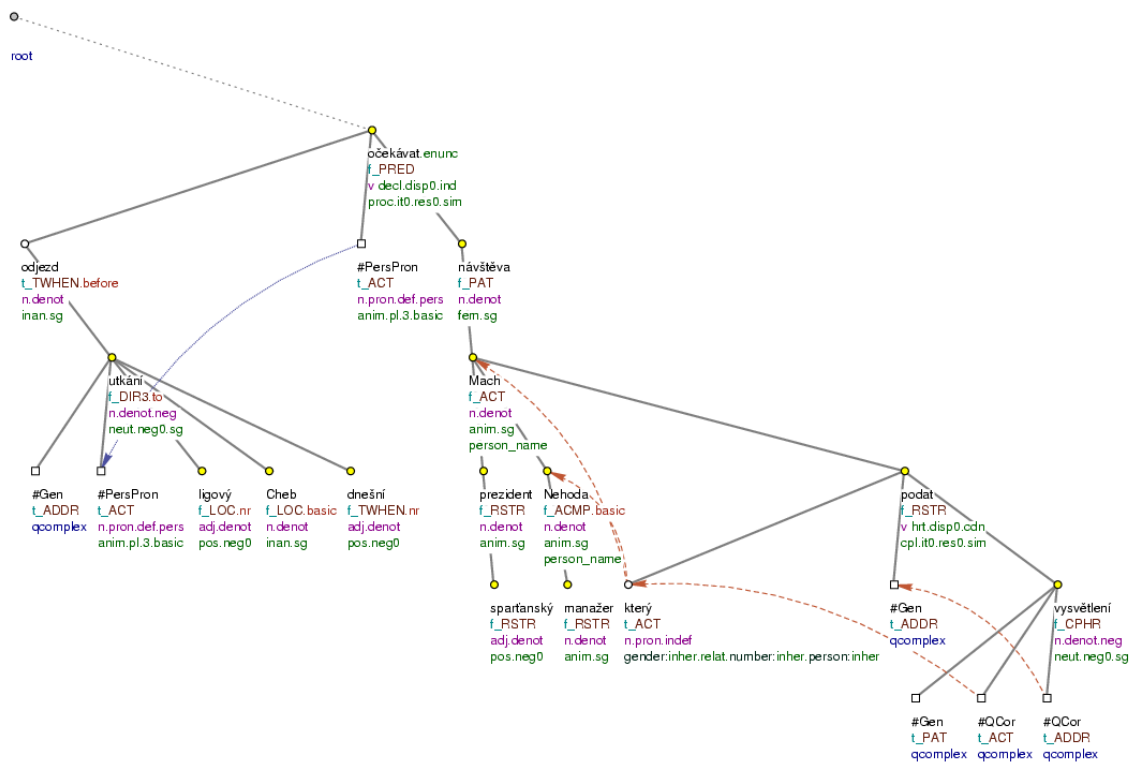 root
očekávat.enunc
f_PRED
v decl.disp0.ind
proc.it0.res0.sim
odjezd
t_TWHEN.before
n.denot
inan.sg
#PersPron
t_ACT
n.pron.def.pers
anim.pl.3.basic
návštěva
f_PAT
n.denot
fem.sg
utkání
f_DIR3.to
n.denot.neg
neut.neg0.sg
Mach
f_ACT
n.denot
anim.sg
person_name
#Gen
t_ADDR
qcomplex
#PersPron
t_ACT
n.pron.def.pers
anim.pl.3.basic
ligový
f_LOC.nr
adj.denot
pos.neg0
Cheb
f_LOC.basic
n.denot
inan.sg
dnešní
f_TWHEN.nr
adj.denot
pos.neg0
prezident
f_RSTR
n.denot
anim.sg
Nehoda
f_ACMP.basic
n.denot
anim.sg
person_name
podat
f_RSTR
v hrt.disp0.cdn
cpl.it0.res0.sim
sparťanský
f_RSTR
adj.denot
pos.neg0
manažer
f_RSTR
n.denot
anim.sg
který
t_ACT
n.pron.indef
gender:inher.relat.number:inher.person:inher
#Gen
t_ADDR
qcomplex
vysvětlení
f_CPHR
n.denot.neg
neut.neg0.sg
#Gen
t_PAT
qcomplex
#QCor
t_ACT
qcomplex
#QCor
t_ADDR
qcomplex